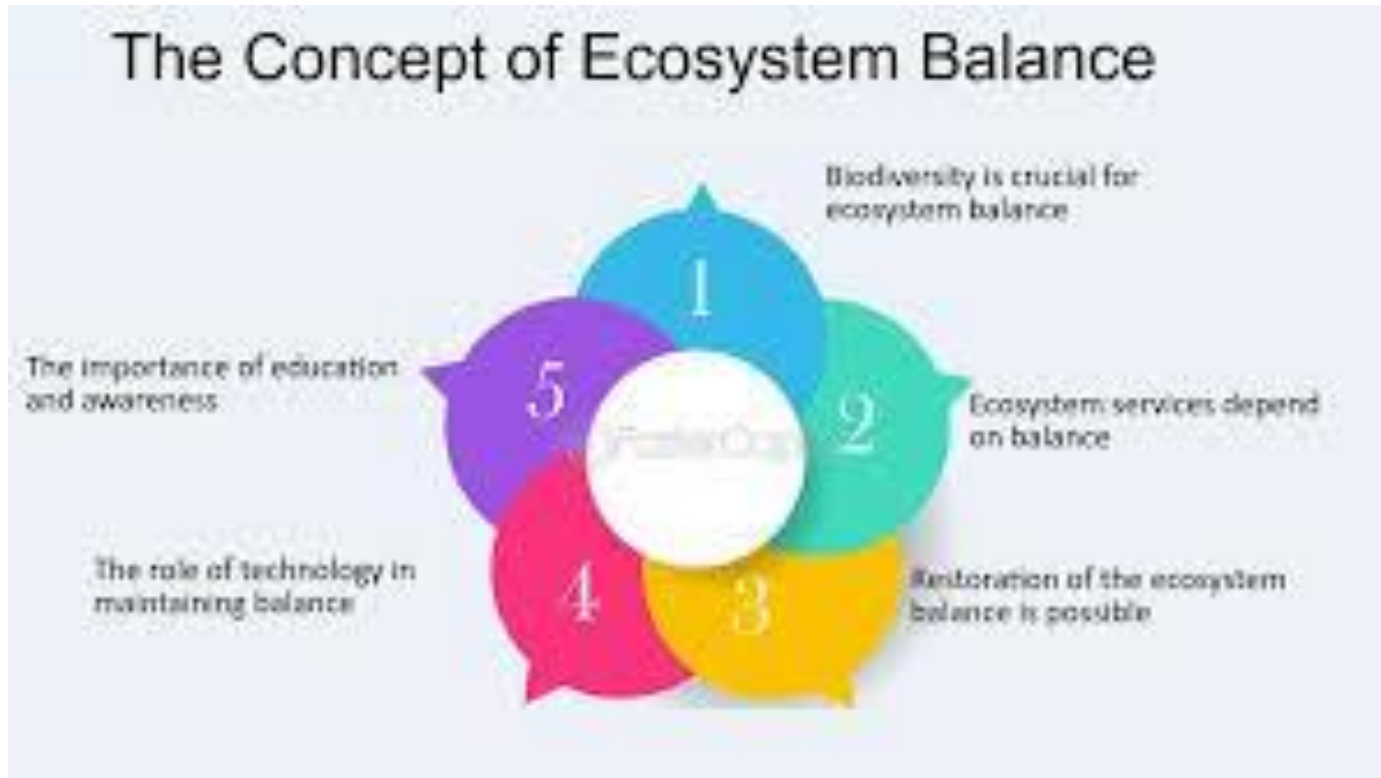 The Concept of Ecosystem Balance
1
Biodiversity is crucial for
ecosystem balance
2
Ecosystem services depend
on balance
3
Restoration of the ecosystem
balance is possible
4
The role of technology in
maintaining balance
5
The importance of education
and awareness